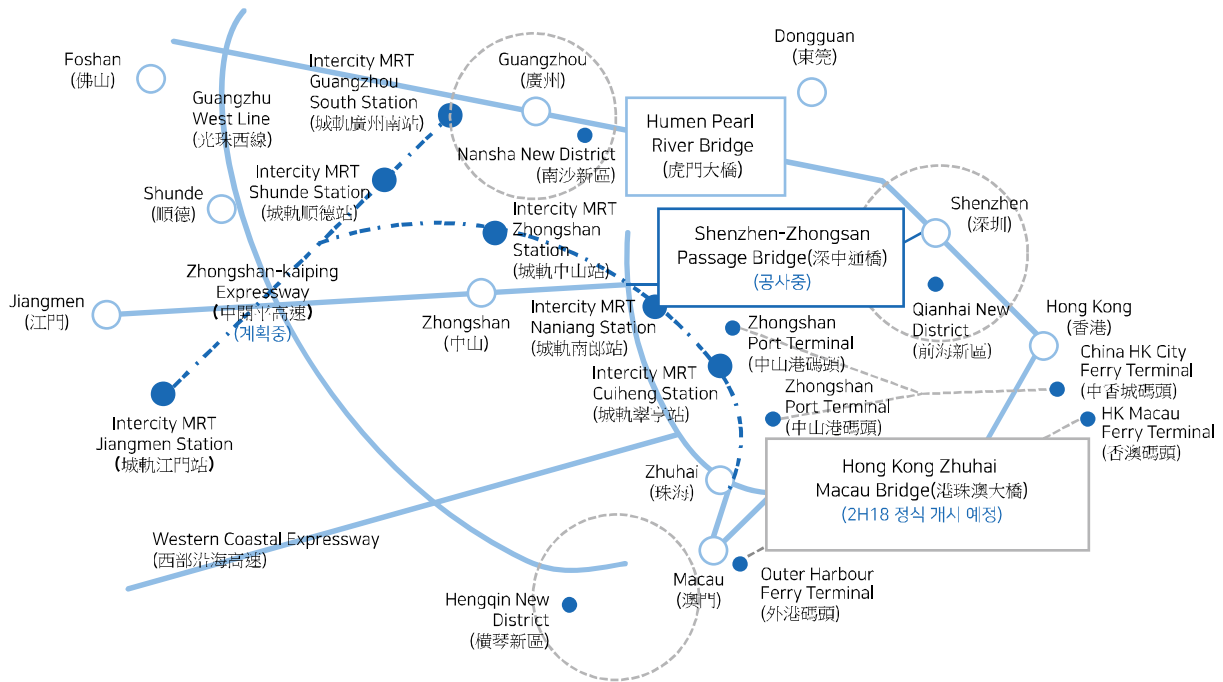 Foshan
(佛山)
Guangzhu
West Line
(光珠西線)
Intercity MRT
Guangzhou
South Station
(城軌廣州南站)
Guangzhou
(廣州)
Nansha New District
(南沙新區)
Dongguan
(東莞)
Humen Pearl
River Bridge
(虎門大橋)
Shunde
(順德)
Intercity MRT
Shunde Station
(城軌順德站)
Intercity MRT
Zhongshan
Station
(城軌中山站)
Shenzhen-Zhongsan
Passage Bridge(深中通橋)
(공사중)
Shenzhen
(深圳)
Qianhai New
District
(前海新區)
Jiangmen
(江門)
Zhongshan-kaiping
Expressway
(中開平高速)
(계획중)
Zhongshan
(中山)
Intercity MRT
Naniang Station
(城軌南郎站)
Zhongshan
Port Terminal
(中山港碼頭)
Hong Kong
(香港)
China HK City
Ferry Terminal
(中香城碼頭)
Intercity MRT
Cuiheng Station
(城軌翠亨站)
Zhongshan
Port Terminal
(中山港碼頭)
HK Macau
Ferry Terminal
(香澳碼頭)
Intercity MRT
Jiangmen Station
(城軌江門站)
Zhuhai
(珠海)
Hong Kong Zhuhai
Macau Bridge(港珠澳大橋)
(2H18 정식 개시 예정)
Western Coastal Expressway
(西部沿海高速)
Macau
(澳門)
Outer Harbour
Ferry Terminal
(外港碼頭)
Hengqin New
District
(橫琴新區)